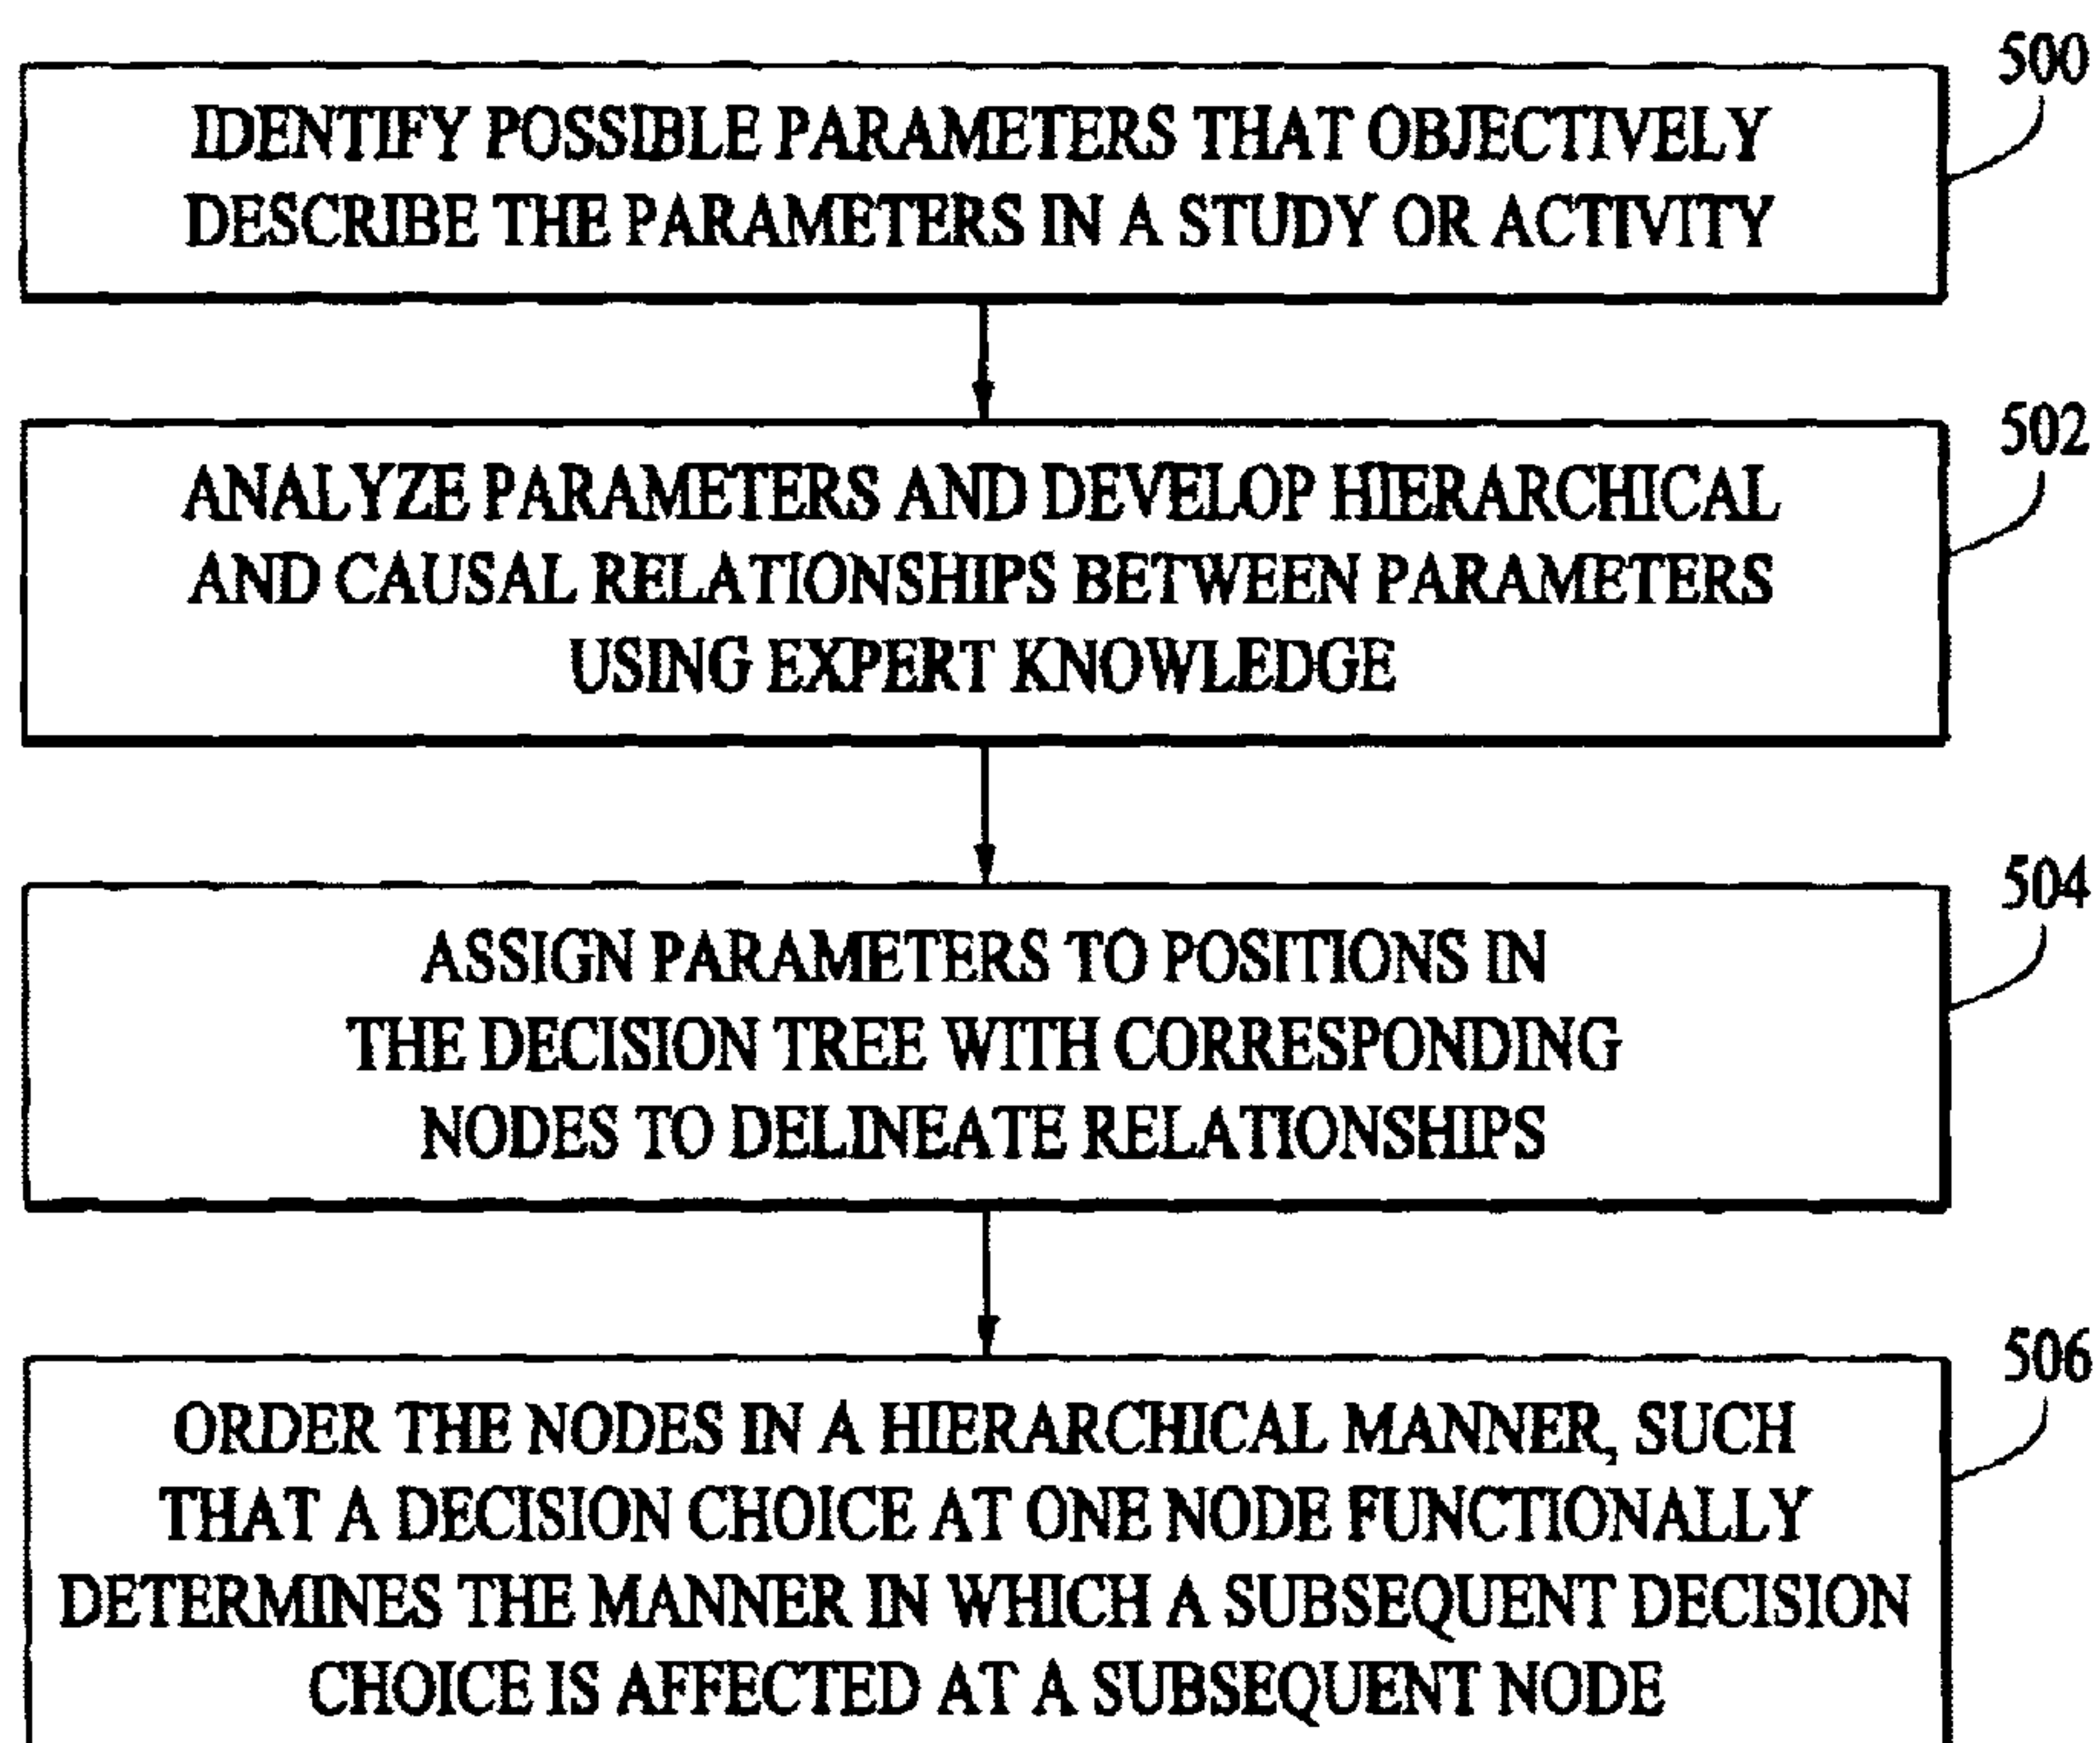 500
IDENTIFY POSSIBLE PARAMETERS THAT OBJECTIVELY
DESCRIBE THE PARAMETERS IN A STUDY OR ACTIVITY
502
ANALYZE PARAMETERS AND DEVELOP HIERARCHICAL
AND CAUSAL RELATIONSHIPS BETWEEN PARAMETERS
USING EXPERT KNOWLEDGE
504
ASSIGN PARAMETERS TO POSITIONS IN
THE DECISION TREE WITH CORRESPONDING
NODES TO DELINEATE RELATIONSHIPS
506
ORDER THE NODES IN A HIERARCHICAL MANNER, SUCH
THAT A DECISION CHOICE AT ONE NODE FUNCTIONALLY
DETERMINES THE MANNER IN WHICH A SUBSEQUENT DECISION
CHOICE IS AFFECTED AT A SUBSEQUENT NODE